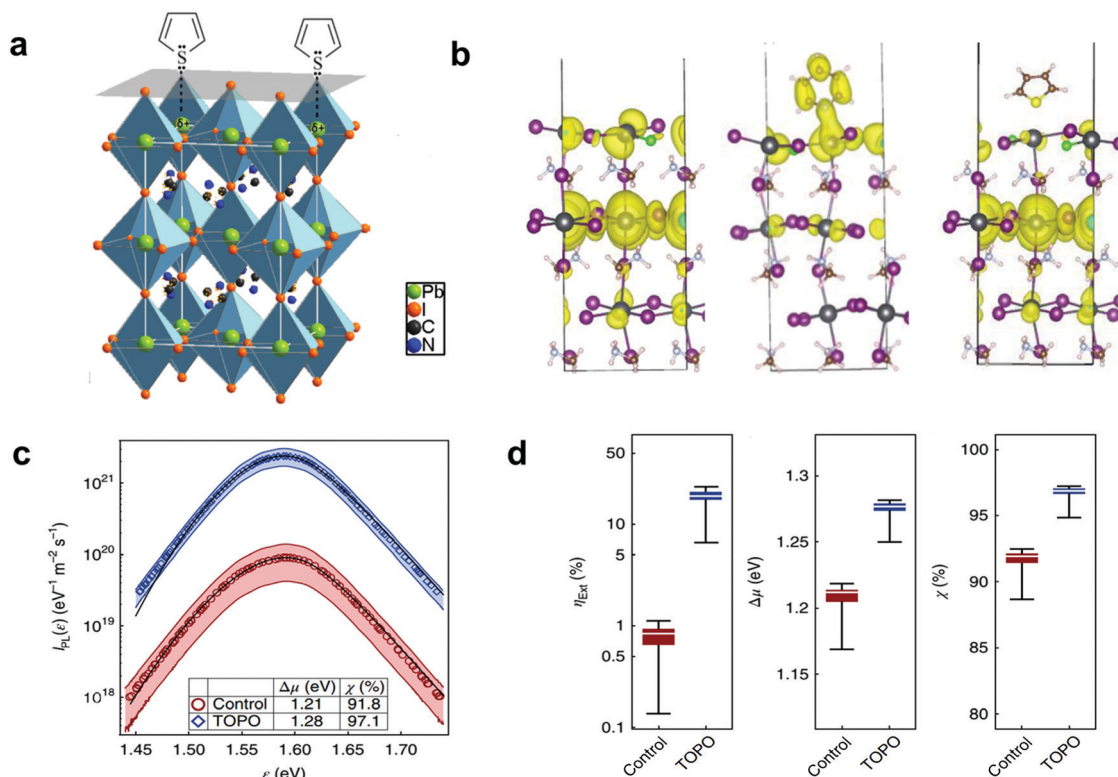 a
S
S
δ+
δ+
Pb
I
C
N
b
c
I_PL(ε) (eV⁻¹ m⁻² s⁻¹)
10²¹
10²⁰
10¹⁹
10¹⁸
Δμ (eV) χ (%)
Control 1.21 91.8
TOPO 1.28 97.1
1.45 1.50 1.55 1.60 1.65 1.70
ε (eV)
d
η_Ext (%)
50
10
5
1
0.5
0.1
Control TOPO
Δμ (eV)
1.3
1.25
1.2
1.15
Control TOPO
χ (%)
100
95
90
85
80
Control TOPO